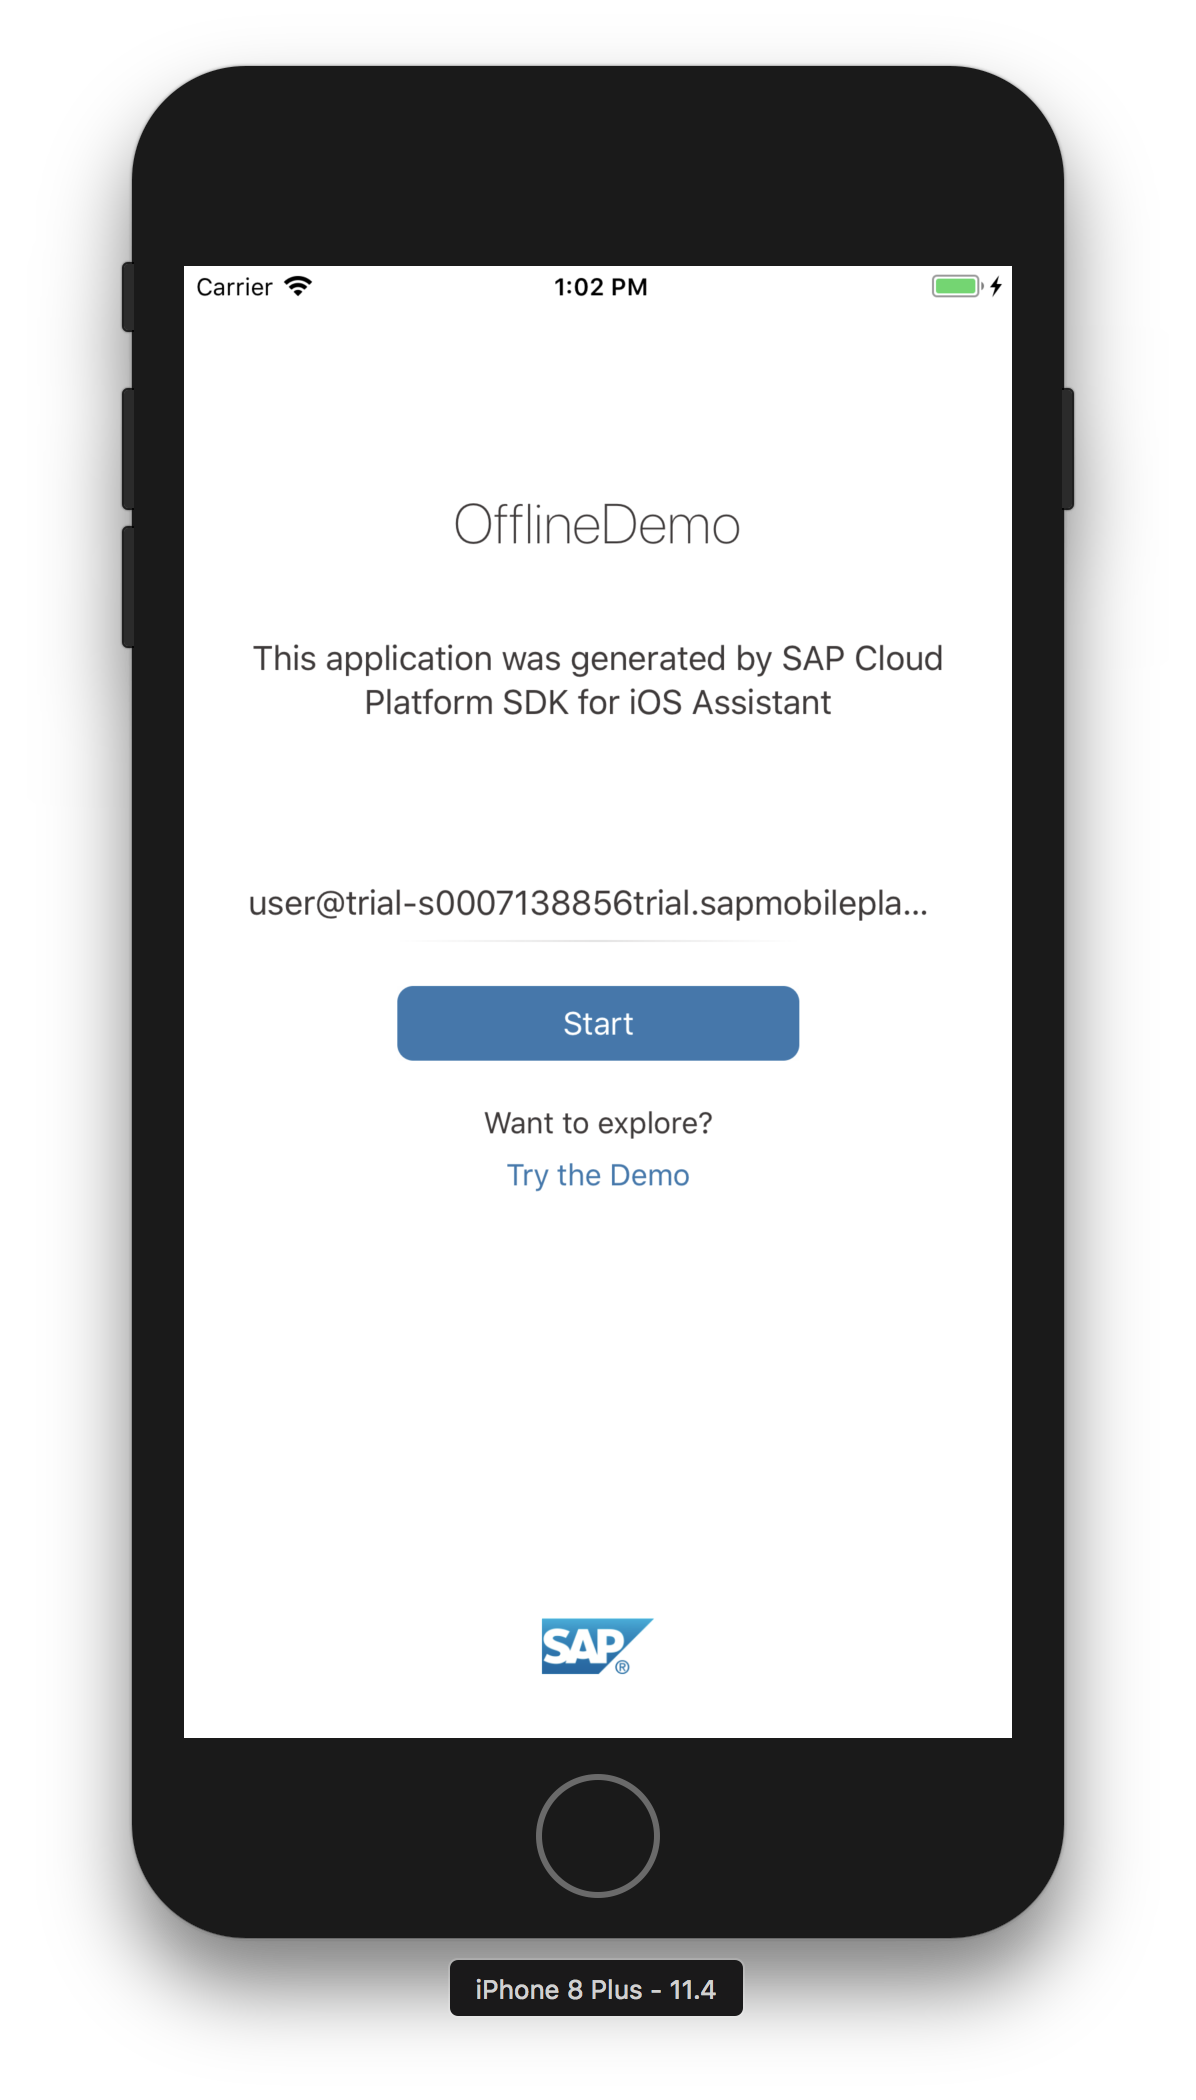 Carrier 1:02 PM
OfflineDemo
This application was generated by SAP Cloud
Platform SDK for iOS Assistant
user@trial-s0007138856trial.sapmobilepla...
Start
Want to explore?
Try the Demo
SAP®
iPhone 8 Plus - 11.4